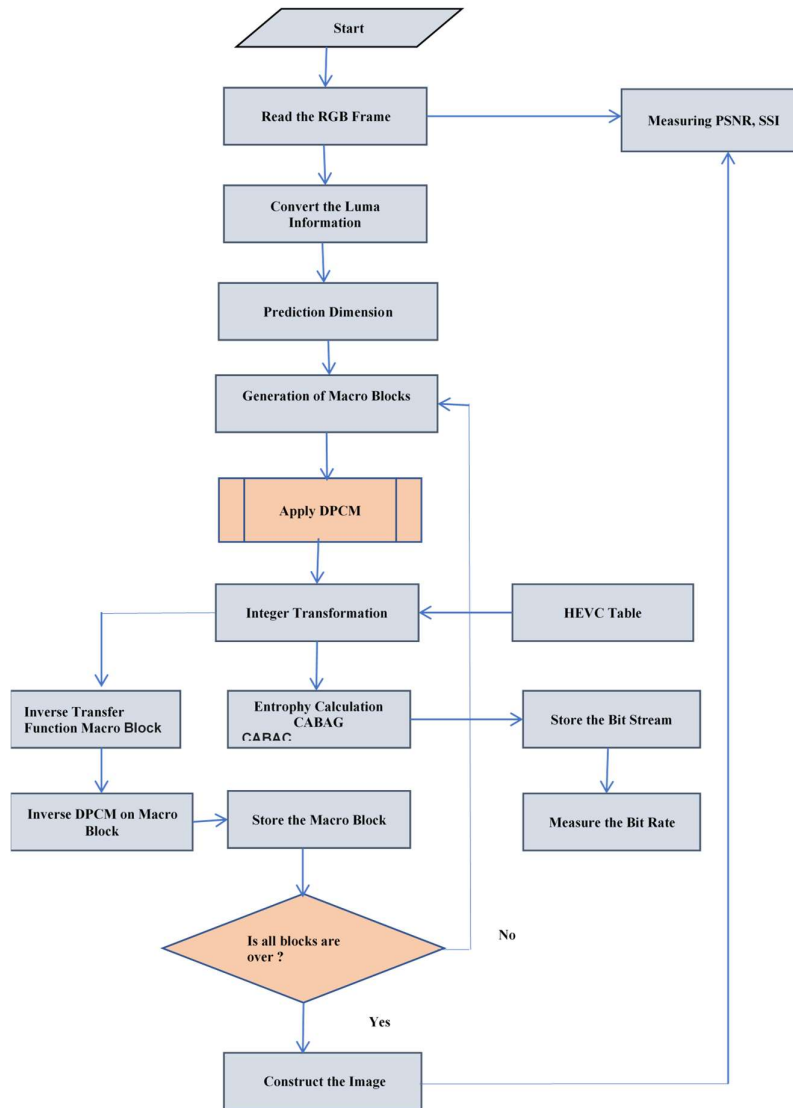 Start
Read the RGB Frame
Measuring PSNR, SSI
Convert the Luma
Information
Prediction Dimension
Generation of Macro Blocks
Apply DPCM
Integer Transformation
HEVC Table
Inverse Transfer
Function Macro Block
Entrophy Calculation
CABAG
CABAC
Store the Bit Stream
Inverse DPCM on Macro
Block
Store the Macro Block
Measure the Bit Rate
Is all blocks are
over ?
No
Yes
Construct the Image